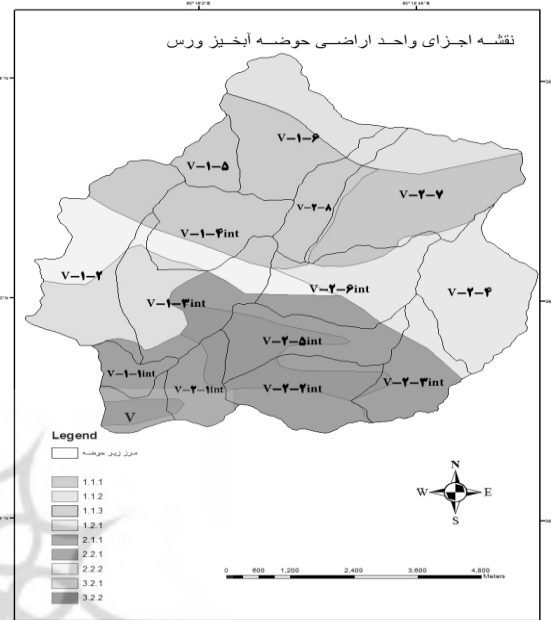 نقشه اجزای واحد اراضی حوضه آبخیز ورس
V-۱-۶
V-۱-۵
V-۲-۷
V-۲-۸
V-۱-۴int
V-۱-۲
V-۲-۶int
V-۲-۴
V-۱-۳int
V-۲-۵int
V-۱-۱int
V-۲-۱int
V-۲-۲int
V-۲-۳int
V
Legend
مرز زیر حوضه
1.1.1
1.1.2
1.1.3
1.2.1
2.1.1
2.2.1
2.2.2
3.2.1
3.2.2
N
W E
S
0 600 1,200 2,400 3,600 4,800
Meters